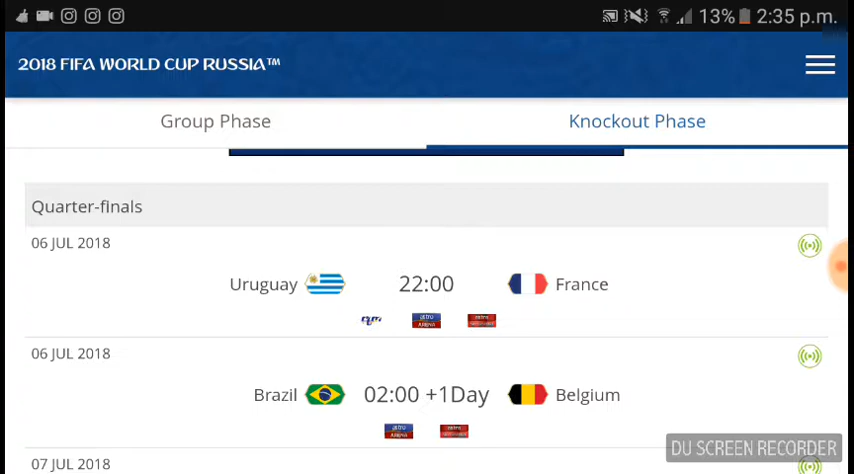 13% 2:35 p.m.
2018 FIFA WORLD CUP RUSSIA™
Group Phase Knockout Phase
Quarter-finals
06 JUL 2018
Uruguay 22:00 France
06 JUL 2018
Brazil 02:00 +1Day Belgium
DU SCREEN RECORDER
07 JUL 2018